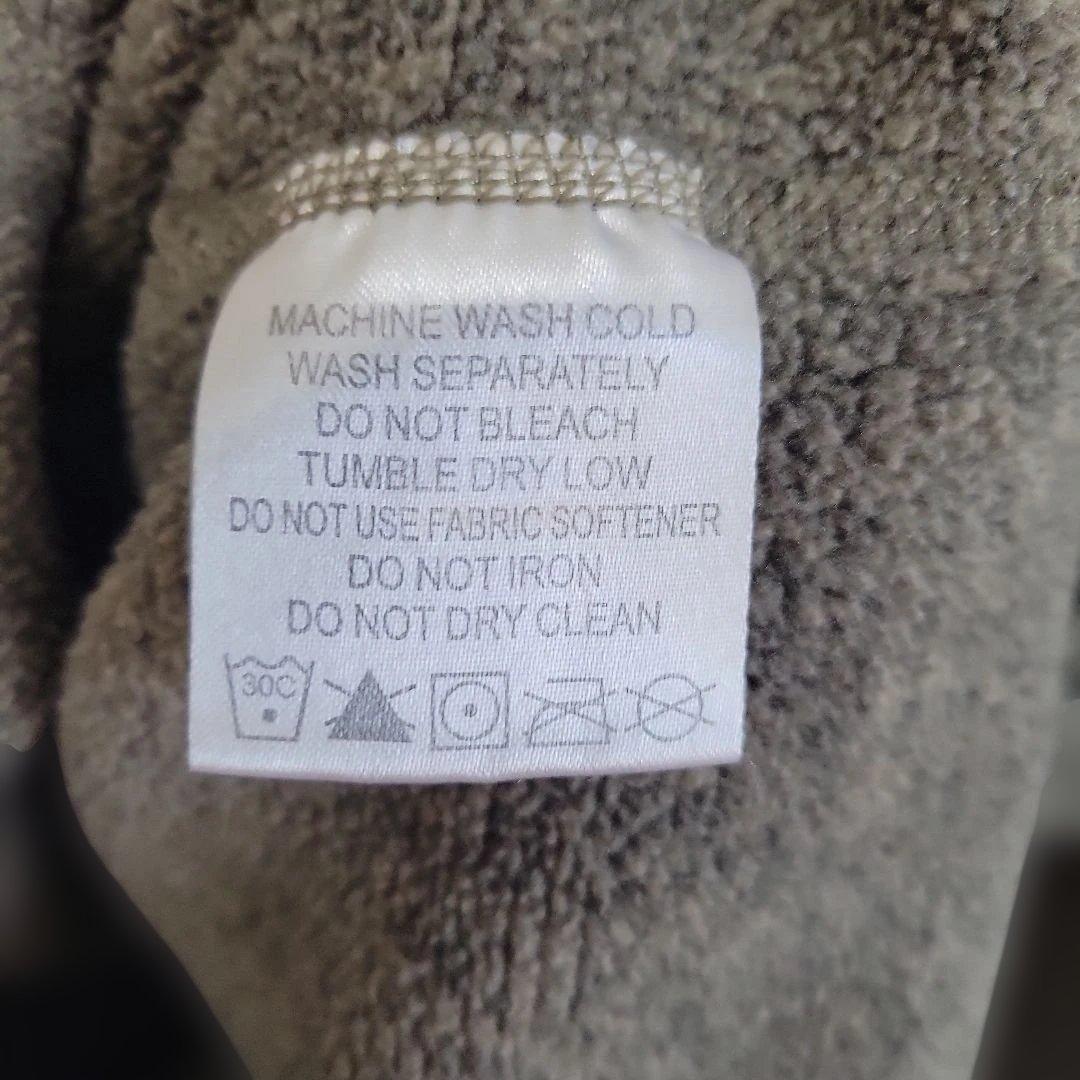 MACHINE WASH COLD
WASH SEPARATELY
DO NOT BLEACH
TUMBLE DRY LOW
DO NOT USE FABRIC SOFTENER
DO NOT IRON
DO NOT DRY CLEAN
30C